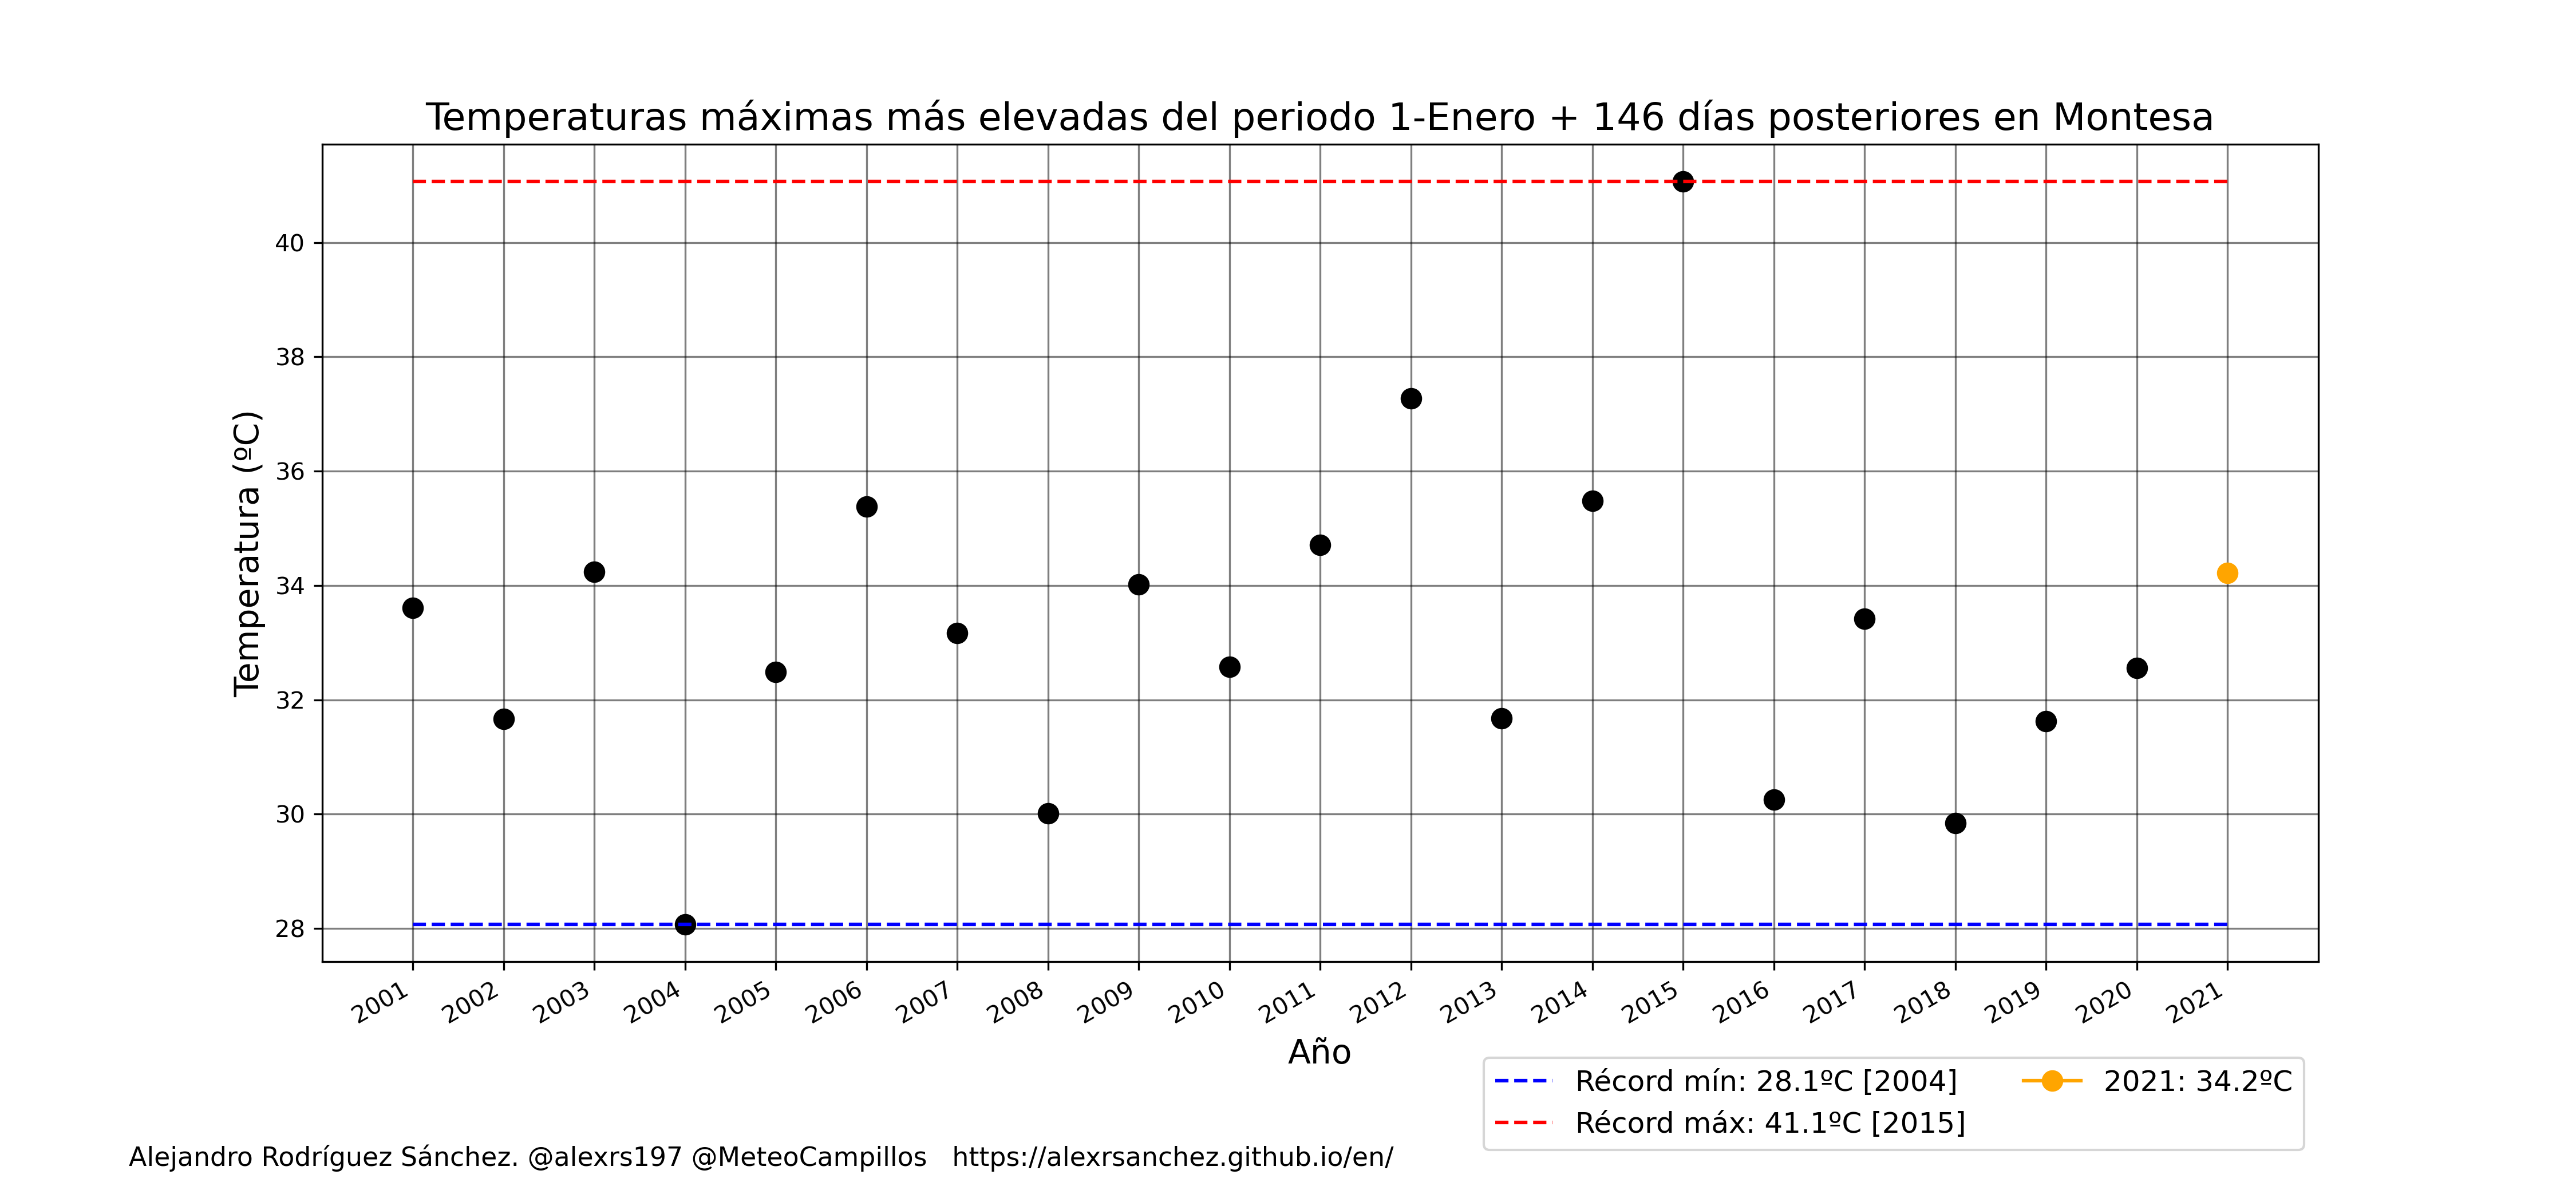 Temperaturas máximas más elevadas del periodo 1-Enero + 146 días posteriores en Montesa
Temperatura (ºC)
40
38
36
34
32
30
28
2001 2002 2003 2004 2005 2006 2007 2008 2009 2010 2011 2012 2013 2014 2015 2016 2017 2018 2019 2020 2021
Año
Récord mín: 28.1ºC [2004]
Récord máx: 41.1ºC [2015]
2021: 34.2ºC
Alejandro Rodríguez Sánchez. @alexrs197 @MeteoCampillos https://alexrsanchez.github.io/en/